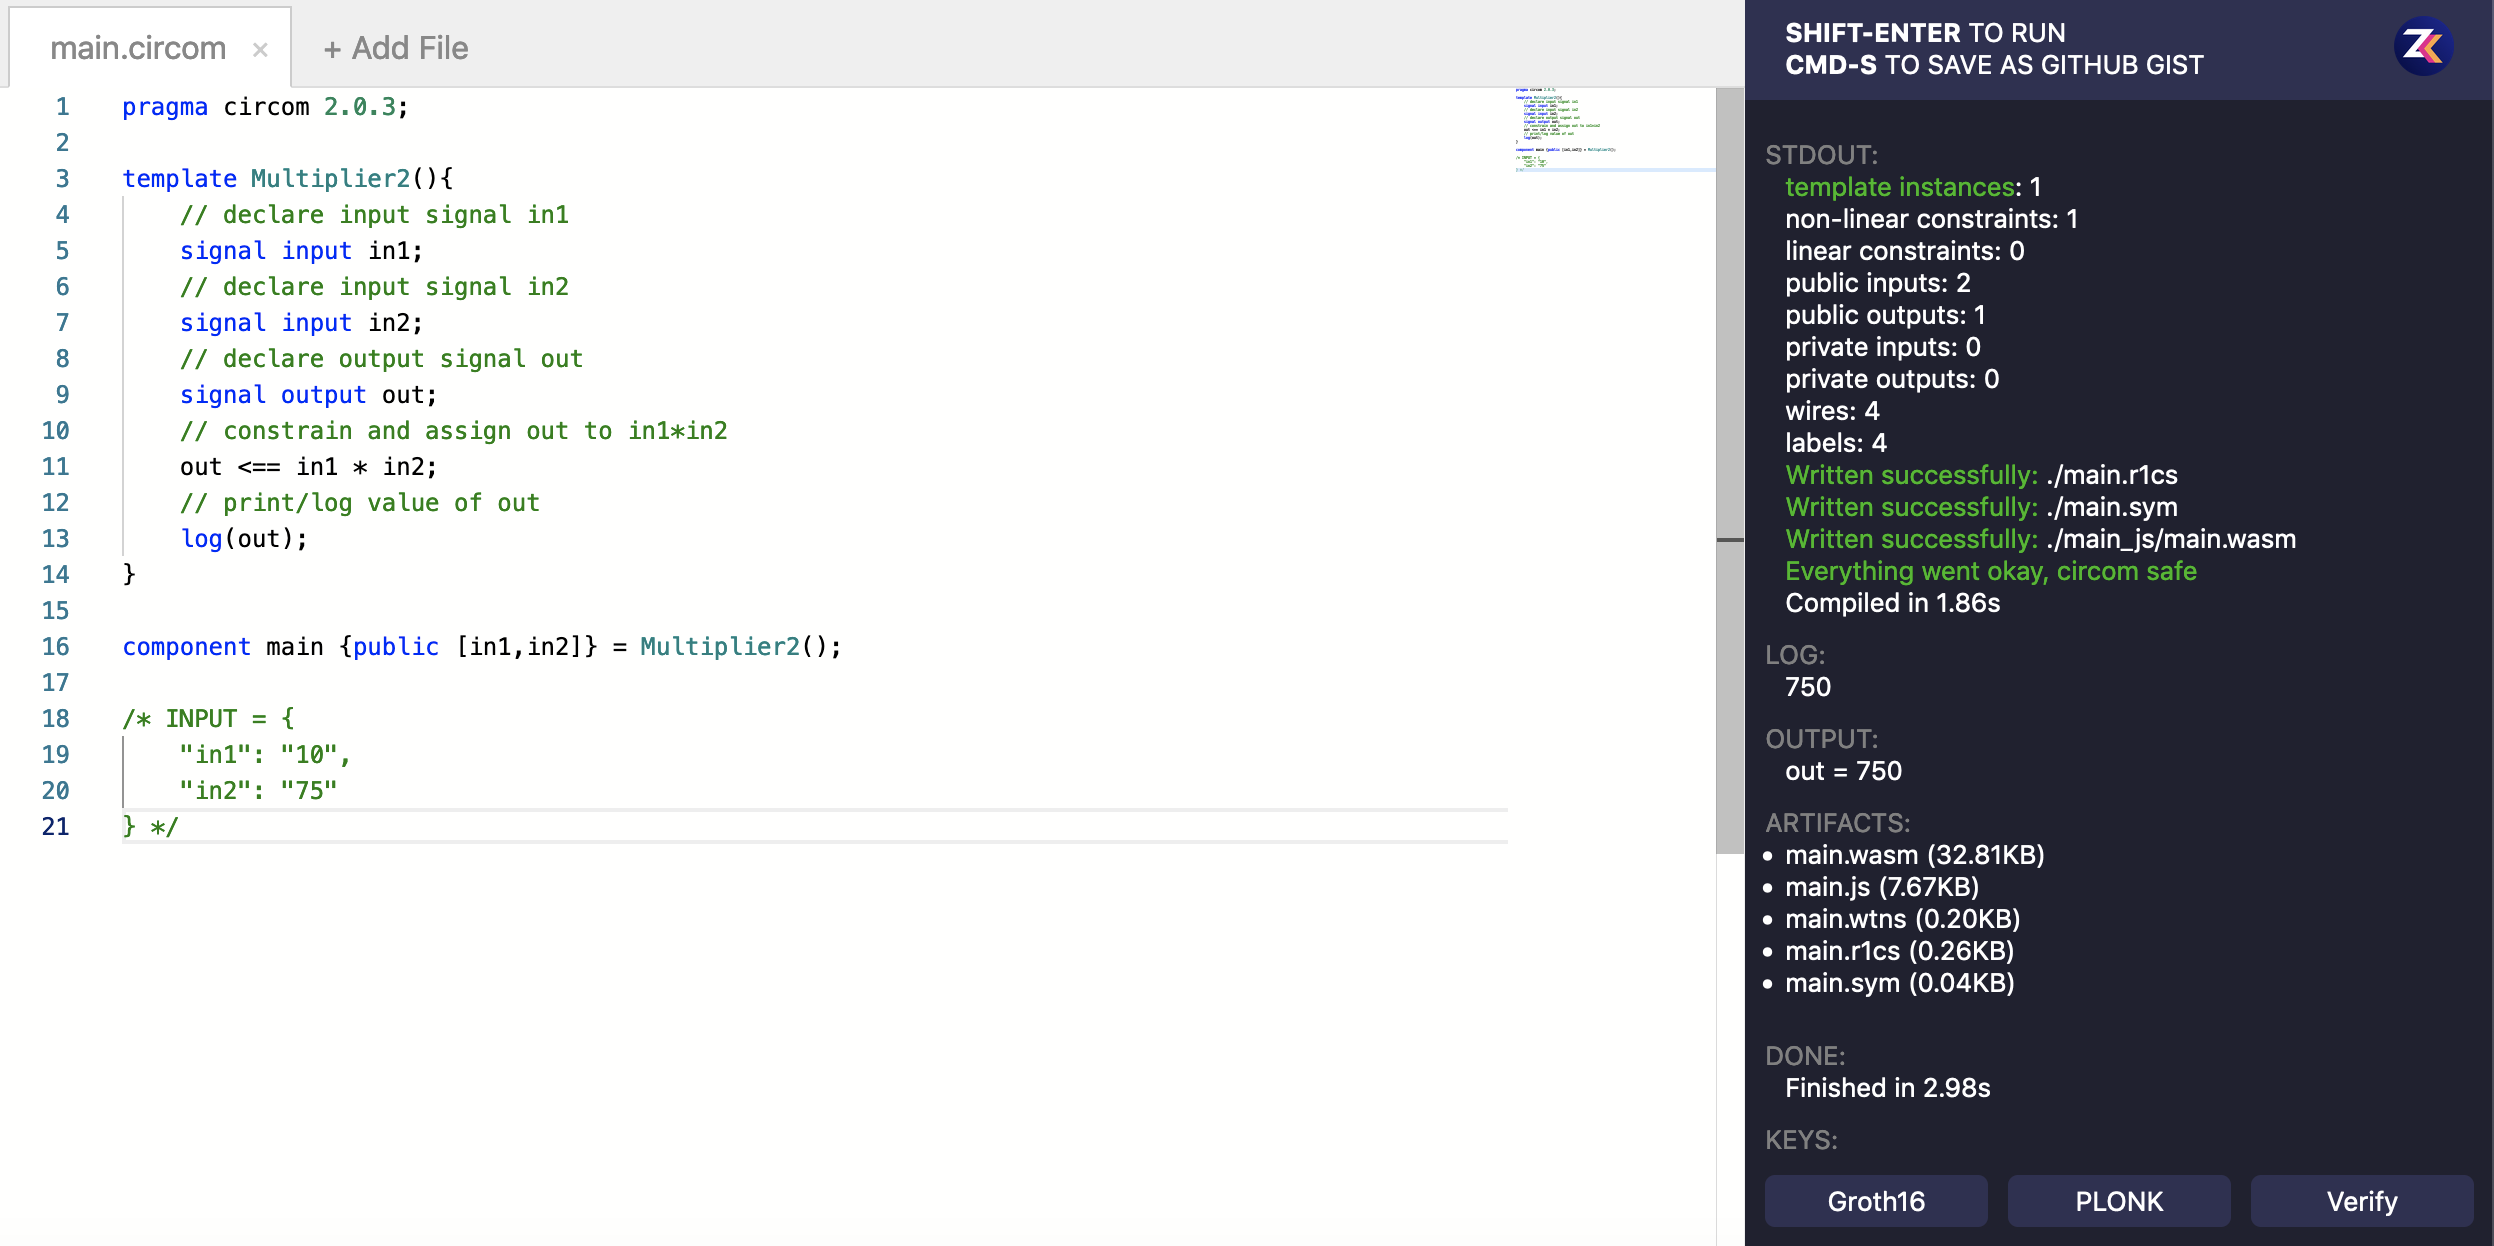 main.circom ×
+ Add File
1 pragma circom 2.0.3;
2
3 template Multiplier2(){
4     // declare input signal in1
5     signal input in1;
6     // declare input signal in2
7     signal input in2;
8     // declare output signal out
9     signal output out;
10     // constrain and assign out to in1*in2
11     out <== in1 * in2;
12     // print/log value of out
13     log(out);
14 }
15
16 component main {public [in1,in2]} = Multiplier2();
17
18 /* INPUT = {
19     "in1": "10",
20     "in2": "75"
21 } */
SHIFT-ENTER TO RUN
CMD-S TO SAVE AS GITHUB GIST
STDOUT:
template instances: 1
non-linear constraints: 1
linear constraints: 0
public inputs: 2
public outputs: 1
private inputs: 0
private outputs: 0
wires: 4
labels: 4
Written successfully: ./main.r1cs
Written successfully: ./main.sym
Written successfully: ./main_js/main.wasm
Everything went okay, circom safe
Compiled in 1.86s
LOG:
750
OUTPUT:
out = 750
ARTIFACTS:
• main.wasm (32.81KB)
• main.js (7.67KB)
• main.wtns (0.20KB)
• main.r1cs (0.26KB)
• main.sym (0.04KB)
DONE:
Finished in 2.98s
KEYS:
Groth16
PLONK
Verify